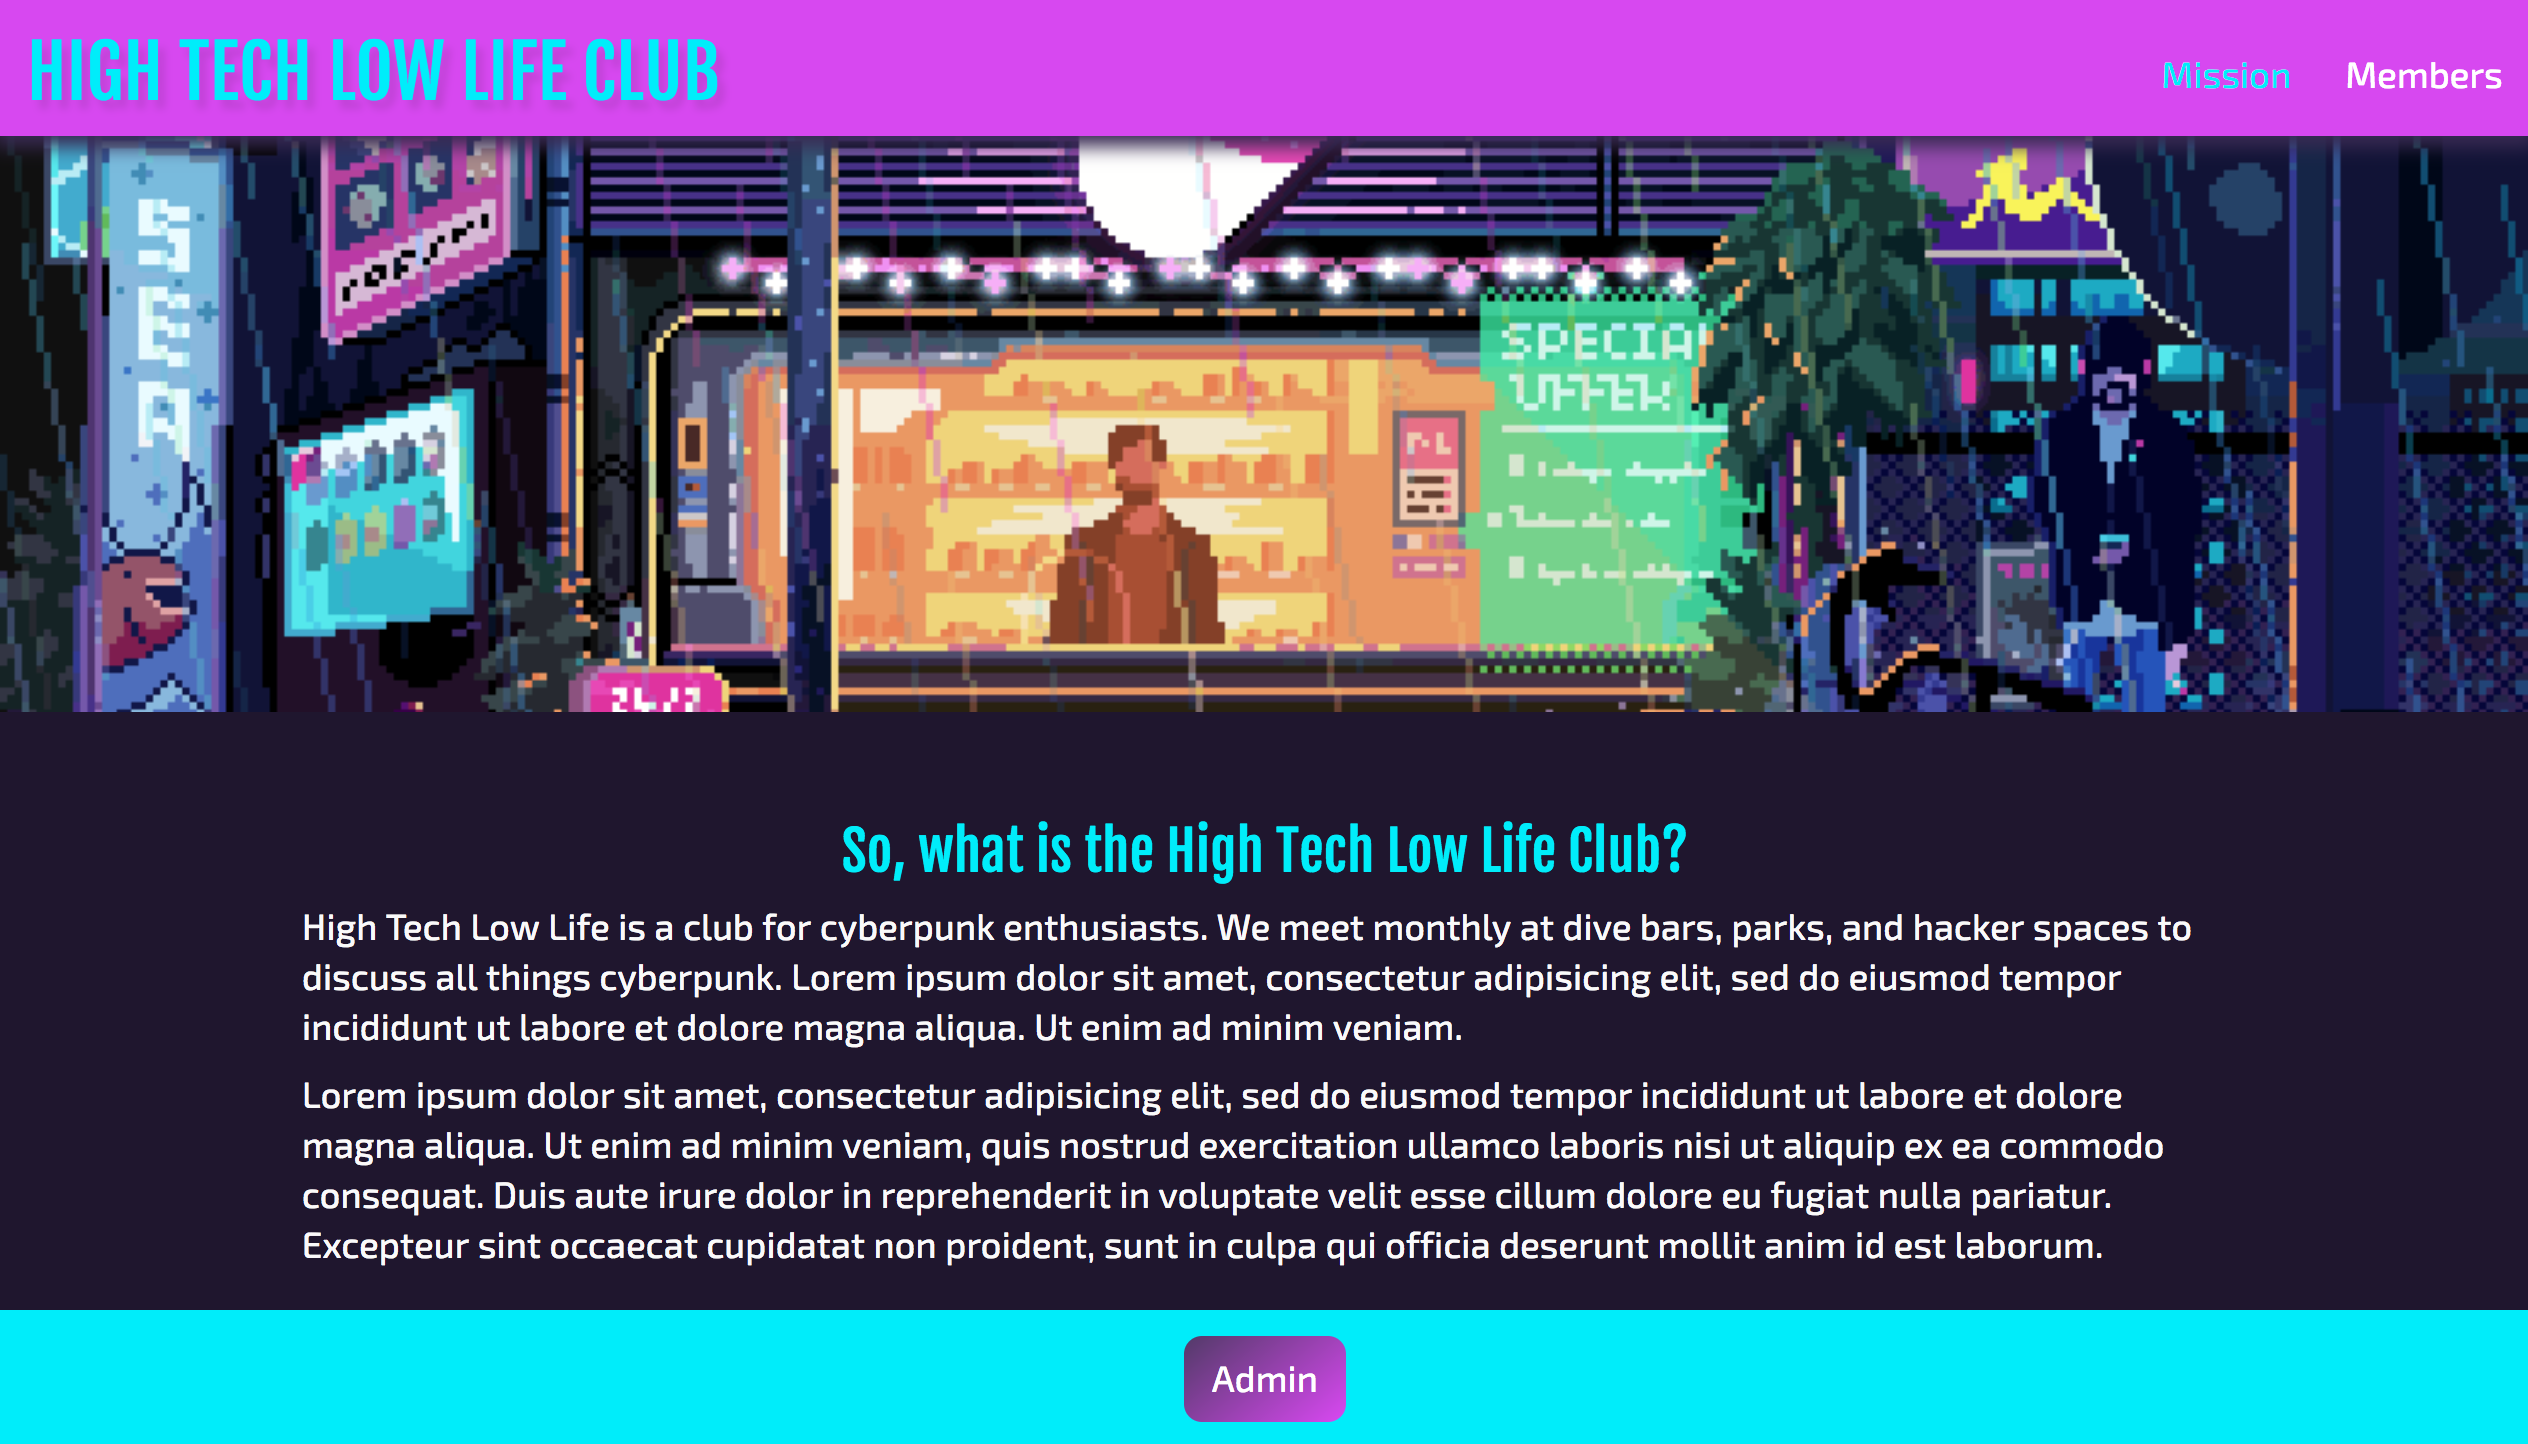 HIGH TECH LOW LIFE CLUB
Mission
Members
SPECIA
So, what is the High Tech Low Life Club?
High Tech Low Life is a club for cyberpunk enthusiasts. We meet monthly at dive bars, parks, and hacker spaces to
discuss all things cyberpunk. Lorem ipsum dolor sit amet, consectetur adipisicing elit, sed do eiusmod tempor
incididunt ut labore et dolore magna aliqua. Ut enim ad minim veniam.
Lorem ipsum dolor sit amet, consectetur adipisicing elit, sed do eiusmod tempor incididunt ut labore et dolore
magna aliqua. Ut enim ad minim veniam, quis nostrud exercitation ullamco laboris nisi ut aliquip ex ea commodo
consequat. Duis aute irure dolor in reprehenderit in voluptate velit esse cillum dolore eu fugiat nulla pariatur.
Excepteur sint occaecat cupidatat non proident, sunt in culpa qui officia deserunt mollit anim id est laborum.
Admin